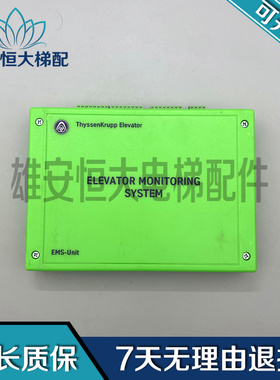 恒大梯配
ThyssenKrupp Elevator
ELEVATOR MONITORING
SYSTEM
雄安恒大电梯配件
EMS-Unit
长质保
7天无理由退